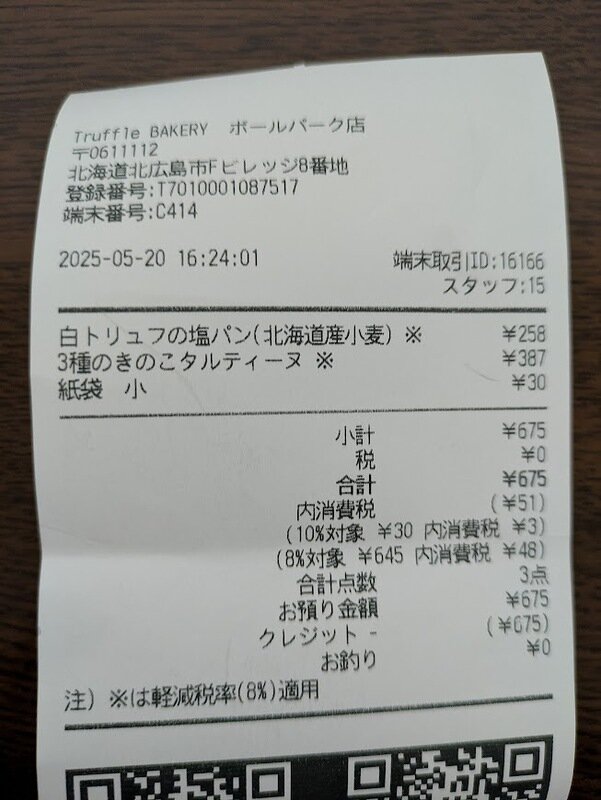 Truffle BAKERY ボールパーク店
〒0611112
北海道北広島市Fビレッジ8番地
登録番号:T7010001087517
端末番号:C414
2025-05-20 16:24:01 端末取引ID:16166
スタッフ:15
白トリュフの塩パン(北海道産小麦) ※ ¥258
3種のきのこタルティーヌ ※ ¥387
紙袋 小 ¥30
小計 ¥675
税 ¥0
合計 ¥675
内消費税 (¥51)
(10%対象 ¥30 内消費税 ¥3)
(8%対象 ¥645 内消費税 ¥48)
合計点数 3点
お預り金額 ¥675
クレジット - (¥675)
お釣り ¥0
注) ※は軽減税率(8%)適用